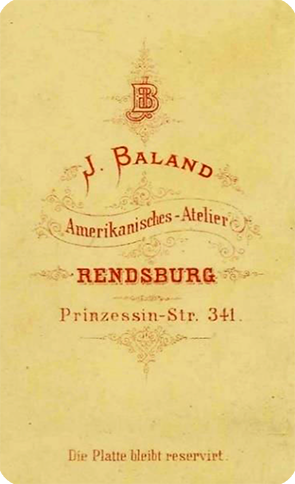 JB
J. BALAND
Amerikanisches-Atelier
RENDSBURG
Prinzessin-Str. 341.
Die Platte bleibt reservirt.